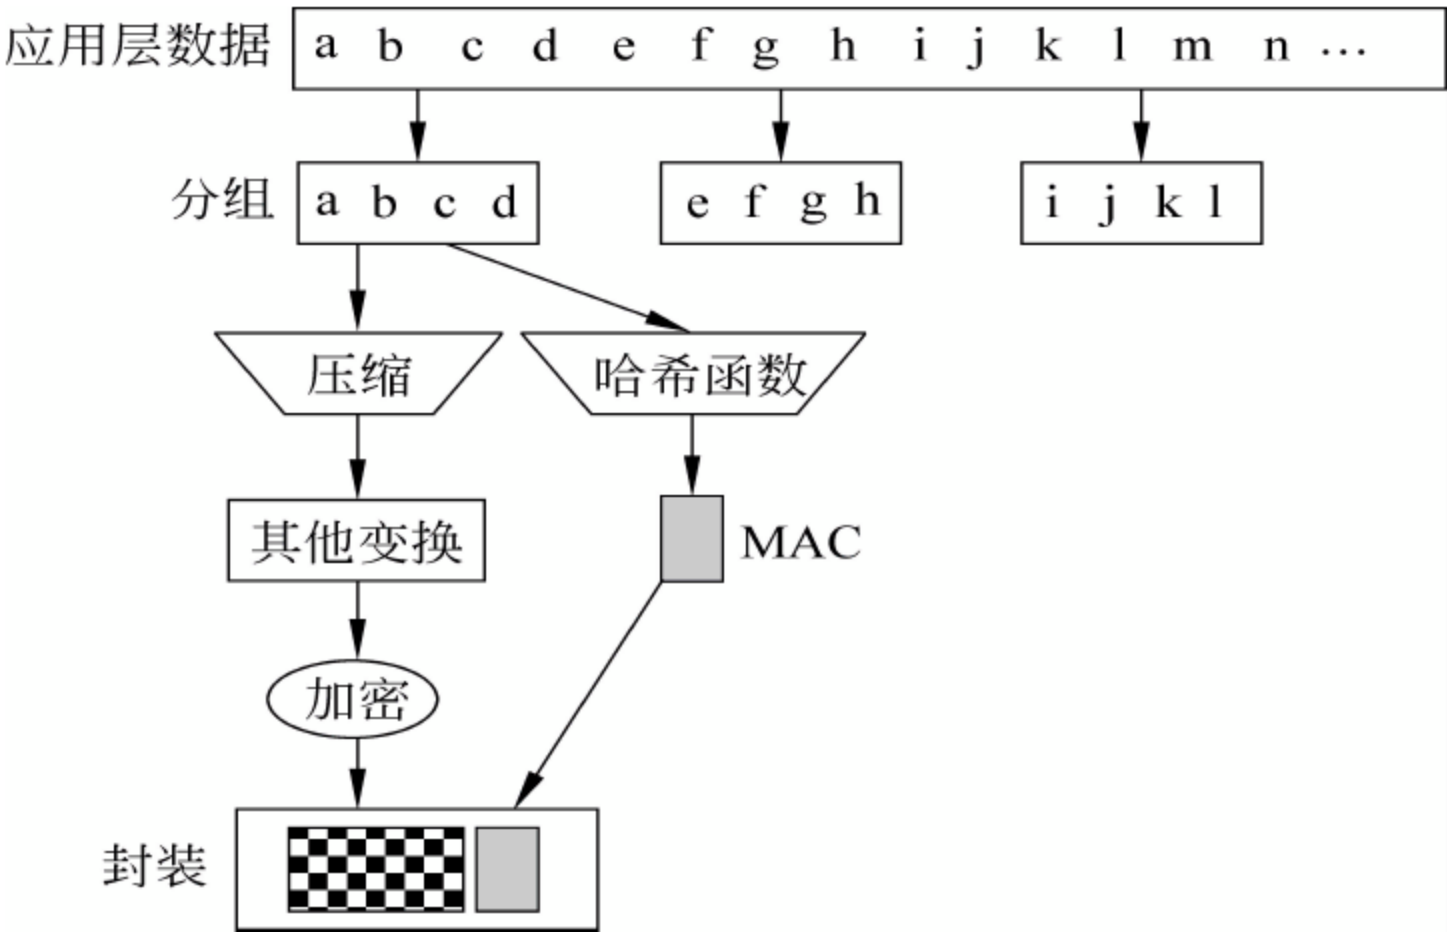 应用层数据 a b c d e f g h i j k l m n …
分组 a b c d e f g h i j k l
压缩 哈希函数
其他变换 MAC
加密
封装